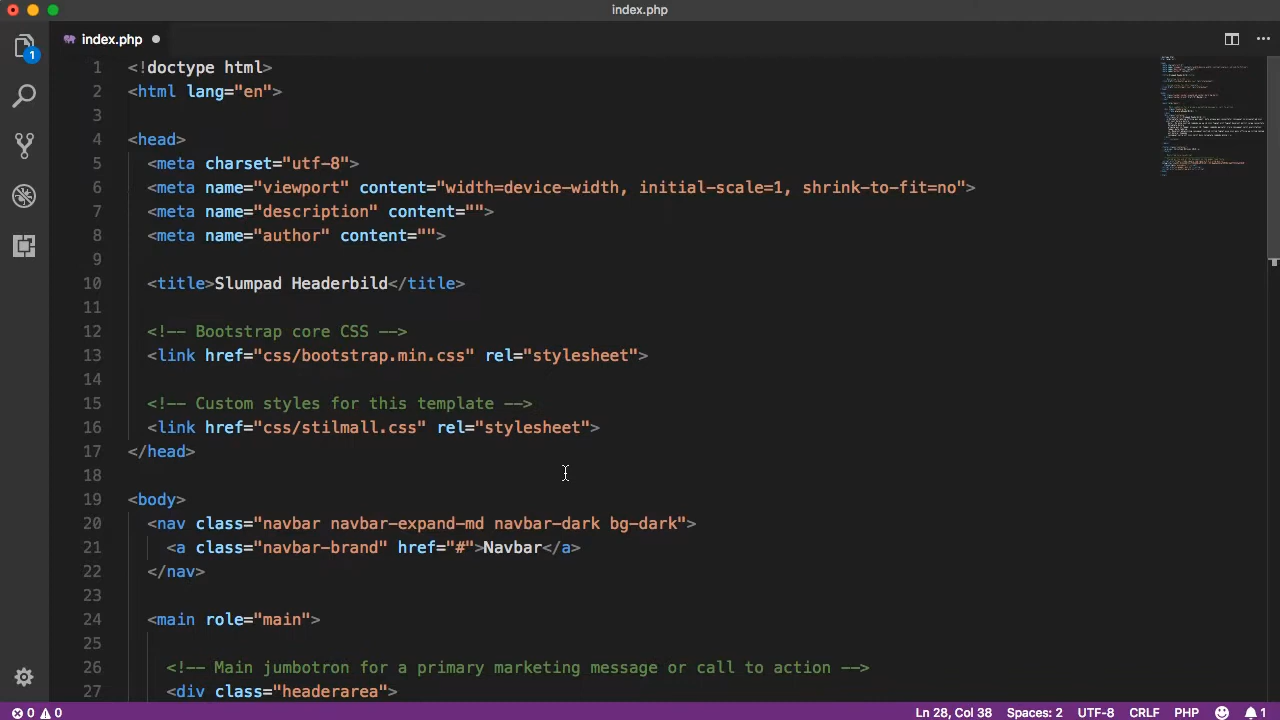 index.php
1
index.php
1 <!doctype html>
2 <html lang="en">
3
4 <head>
5 <meta charset="utf-8">
6 <meta name="viewport" content="width=device-width, initial-scale=1, shrink-to-fit=no">
7 <meta name="description" content="">
8 <meta name="author" content="">
9
10 <title>Slumpad Headerbild</title>
11
12 <!-- Bootstrap core CSS -->
13 <link href="css/bootstrap.min.css" rel="stylesheet">
14
15 <!-- Custom styles for this template -->
16 <link href="css/stilmall.css" rel="stylesheet">
17 </head>
18
19 <body>
20 <nav class="navbar navbar-expand-md navbar-dark bg-dark">
21 <a class="navbar-brand" href="#">Navbar</a>
22 </nav>
23
24 <main role="main">
25
26 <!-- Main jumbotron for a primary marketing message or call to action -->
27 <div class="headerarea">
0 0 Ln 28, Col 38 Spaces: 2 UTF-8 CRLF PHP 1